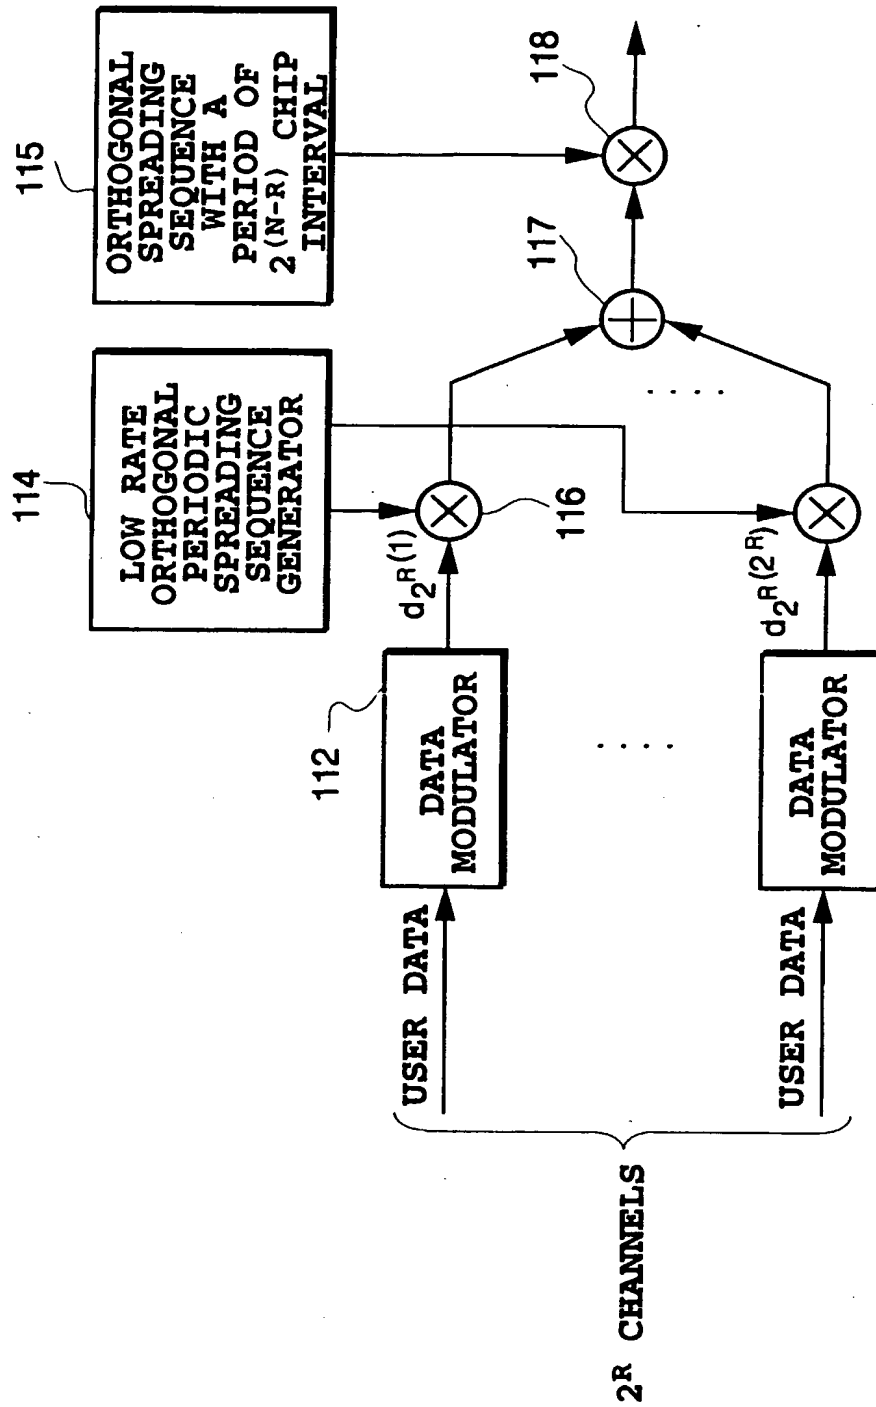 115
ORTHOGONAL
SPREADING
SEQUENCE
WITH A
PERIOD OF
2(N-R) CHIP
INTERVAL
114
LOW RATE
ORTHOGONAL
PERIODIC
SPREADING
SEQUENCE
GENERATOR
118
117
116
112
d2R(1)
d2R(2R)
DATA
MODULATOR
DATA
MODULATOR
USER DATA
USER DATA
2R CHANNELS